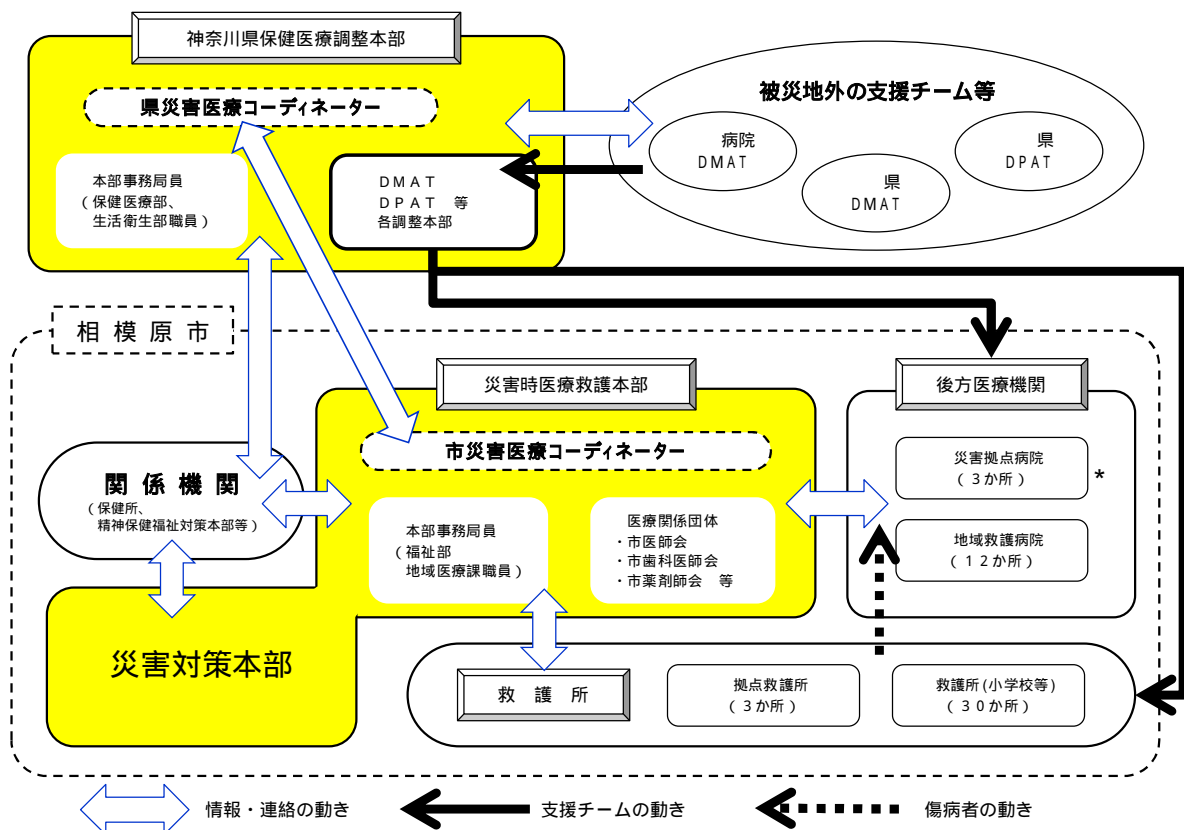 神奈川県保健医療調整本部
県災害医療コーディネーター
本部事務局員
（保健医療部、
生活衛生部職員）
ＤＭＡＴ
ＤＰＡＴ　等
各調整本部
被災地外の支援チーム等
病院
DMAT
県
DMAT
県
DPAT
相模原市
災害時医療救護本部
市災害医療コーディネーター
本部事務局員
（福祉部
地域医療課職員）
医療関係団体
・市医師会
・市歯科医師会
・市薬剤師会　等
関係機関
（保健所、
精神保健福祉対策本部等）
災害対策本部
後方医療機関
災害拠点病院
（３か所）
*
地域救護病院
（１２か所）
救護所
拠点救護所
（３か所）
救護所(小学校等)
（３０か所）
情報・連絡の動き
支援チームの動き
傷病者の動き